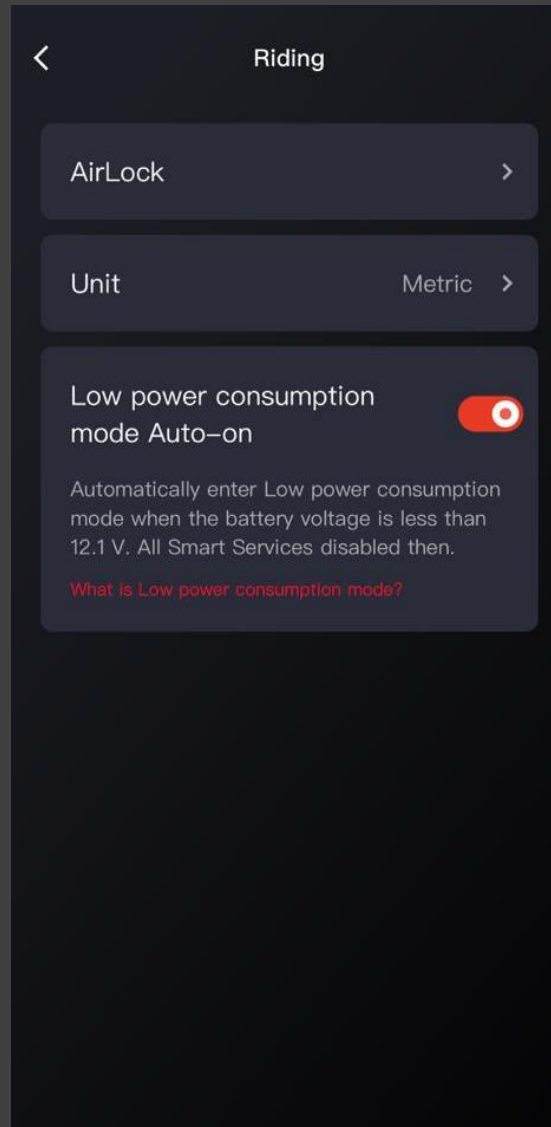 Riding
AirLock
Unit Metric
Low power consumption
mode Auto-on
Automatically enter Low power consumption
mode when the battery voltage is less than
12.1 V. All Smart Services disabled then.
What is Low power consumption mode?